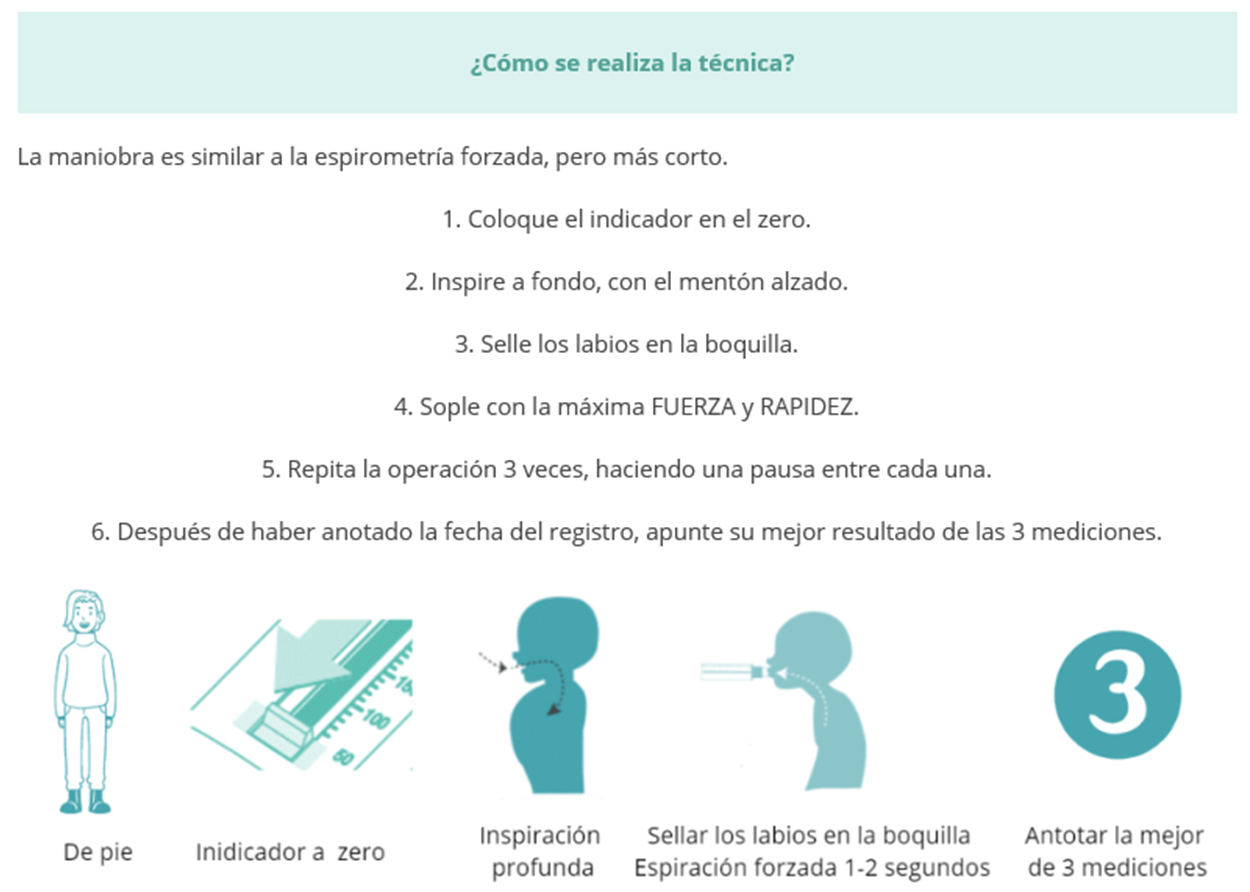 ¿Cómo se realiza la técnica?
La maniobra es similar a la espirometría forzada, pero más corto.
1. Coloque el indicador en el zero.
2. Inspire a fondo, con el mentón alzado.
3. Selle los labios en la boquilla.
4. Sople con la máxima FUERZA y RAPIDEZ.
5. Repita la operación 3 veces, haciendo una pausa entre cada una.
6. Después de haber anotado la fecha del registro, apunte su mejor resultado de las 3 mediciones.
100
50
3
De pie
Inidicador a zero
Inspiración
profunda
Sellar los labios en la boquilla
Espiración forzada 1-2 segundos
Antotar la mejor
de 3 mediciones